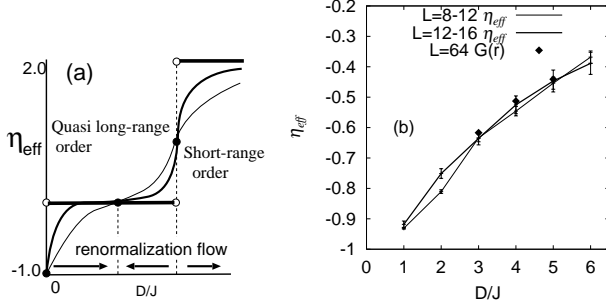 (a)
2.0
η_eff
Quasi long-range
order
Short-range
order
-1.0
renormalization flow
0
D/J
L=8-12 η_eff
L=12-16 η_eff
L=64 G(r)
(b)
η_eff
-0.2
-0.3
-0.4
-0.5
-0.6
-0.7
-0.8
-0.9
-1
0 1 2 3 4 5 6 7
D/J